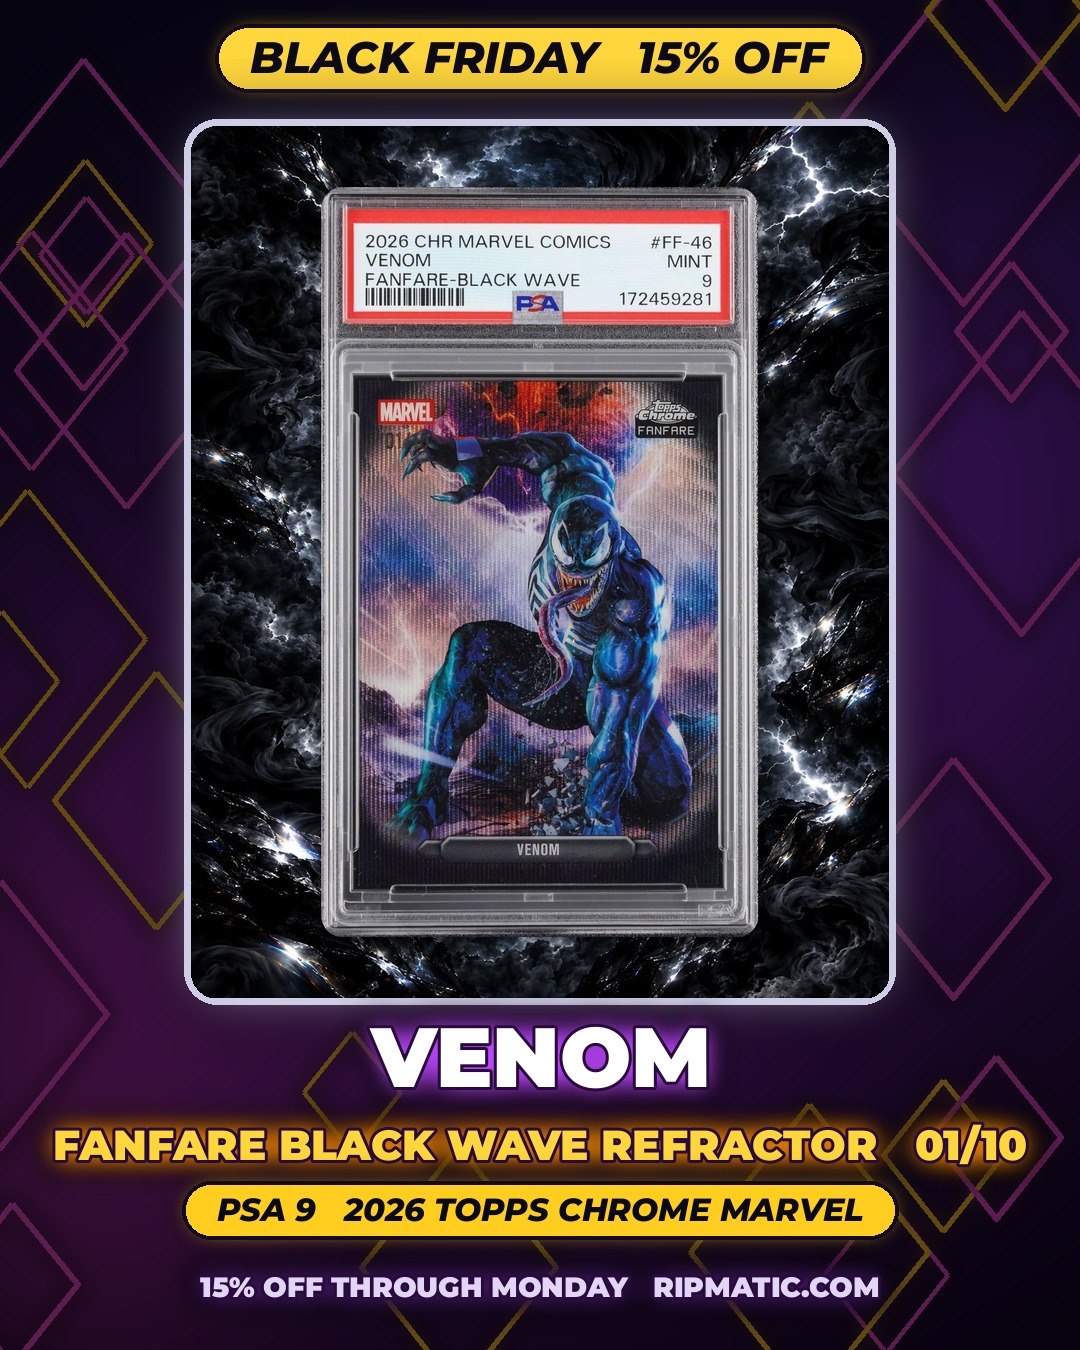 BLACK FRIDAY 15% OFF
2026 CHR MARVEL COMICS #FF-46
VENOM MINT
FANFARE-BLACK WAVE 9
PSA 172459281
MARVEL
Topps
Chrome
FANFARE
VENOM
VENOM
FANFARE BLACK WAVE REFRACTOR 01/10
PSA 9 2026 TOPPS CHROME MARVEL
15% OFF THROUGH MONDAY RIPMATIC.COM